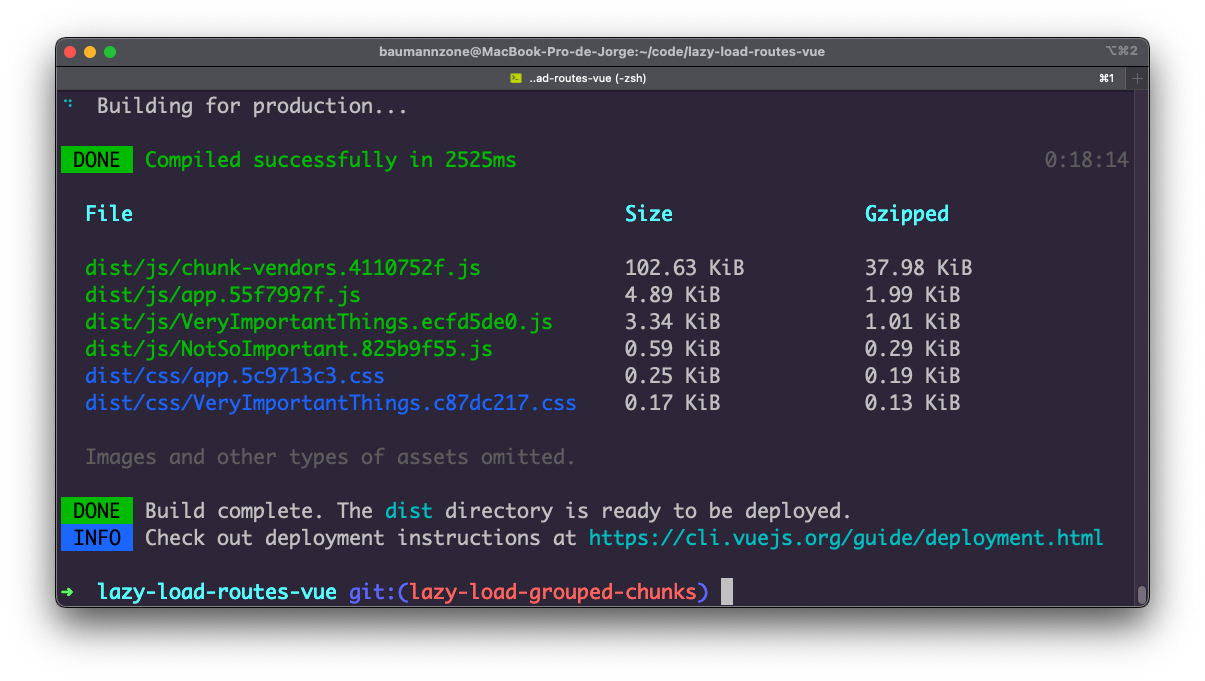 baumannzone@MacBook-Pro-de-Jorge:~/code/lazy-load-routes-vue ⌥⌘2
..ad-routes-vue (-zsh) ⌘1
Building for production...
DONE Compiled successfully in 2525ms 0:18:14
File Size Gzipped
dist/js/chunk-vendors.4110752f.js 102.63 KiB 37.98 KiB
dist/js/app.55f7997f.js 4.89 KiB 1.99 KiB
dist/js/VeryImportantThings.ecfd5de0.js 3.34 KiB 1.01 KiB
dist/js/NotSoImportant.825b9f55.js 0.59 KiB 0.29 KiB
dist/css/app.5c9713c3.css 0.25 KiB 0.19 KiB
dist/css/VeryImportantThings.c87dc217.css 0.17 KiB 0.13 KiB
Images and other types of assets omitted.
DONE Build complete. The dist directory is ready to be deployed.
INFO Check out deployment instructions at https://cli.vuejs.org/guide/deployment.html
➜ lazy-load-routes-vue git:(lazy-load-grouped-chunks)